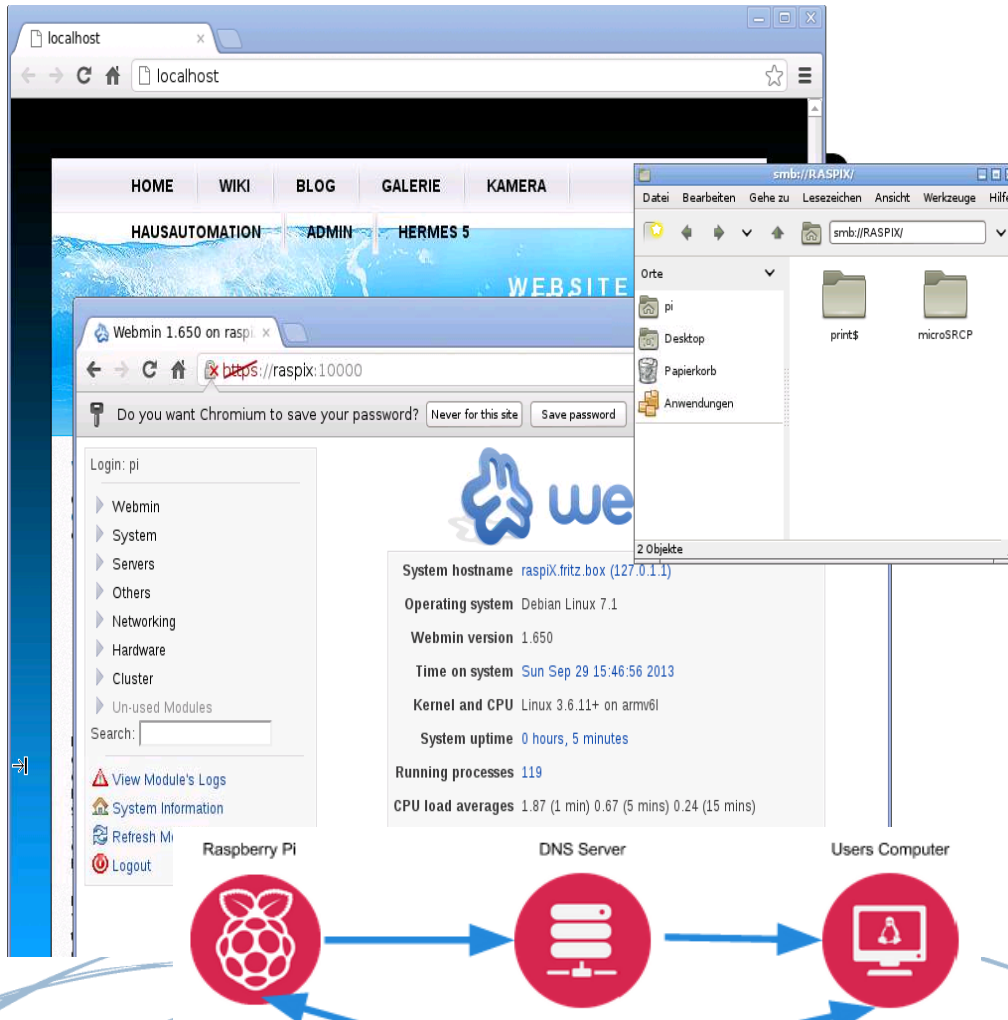 localhost
localhost
HOME WIKI BLOG GALERIE KAMERA
HAUSAUTOMATION ADMIN HERMES 5
WEBSITE
smb://RASPIX/
Datei Bearbeiten Gehe zu Lesezeichen Ansicht Werkzeuge Hilfe
smb://RASPIX/
Orte
pi
Desktop
Papierkorb
Anwendungen
print$ microSRCP
2 Objekte
Webmin 1.650 on raspi
https://raspix:10000
Do you want Chromium to save your password? Never for this site Save password
Login: pi
Webmin
System
Servers
Others
Networking
Hardware
Cluster
Un-used Modules
Search:
View Module's Logs
System Information
Refresh
Logout
we
System hostname raspiX.fritz.box (127.0.1.1)
Operating system Debian Linux 7.1
Webmin version 1.650
Time on system Sun Sep 29 15:46:56 2013
Kernel and CPU Linux 3.6.11+ on armv6l
System uptime 0 hours, 5 minutes
Running processes 119
CPU load averages 1.87 (1 min) 0.67 (5 mins) 0.24 (15 mins)
Raspberry Pi DNS Server Users Computer